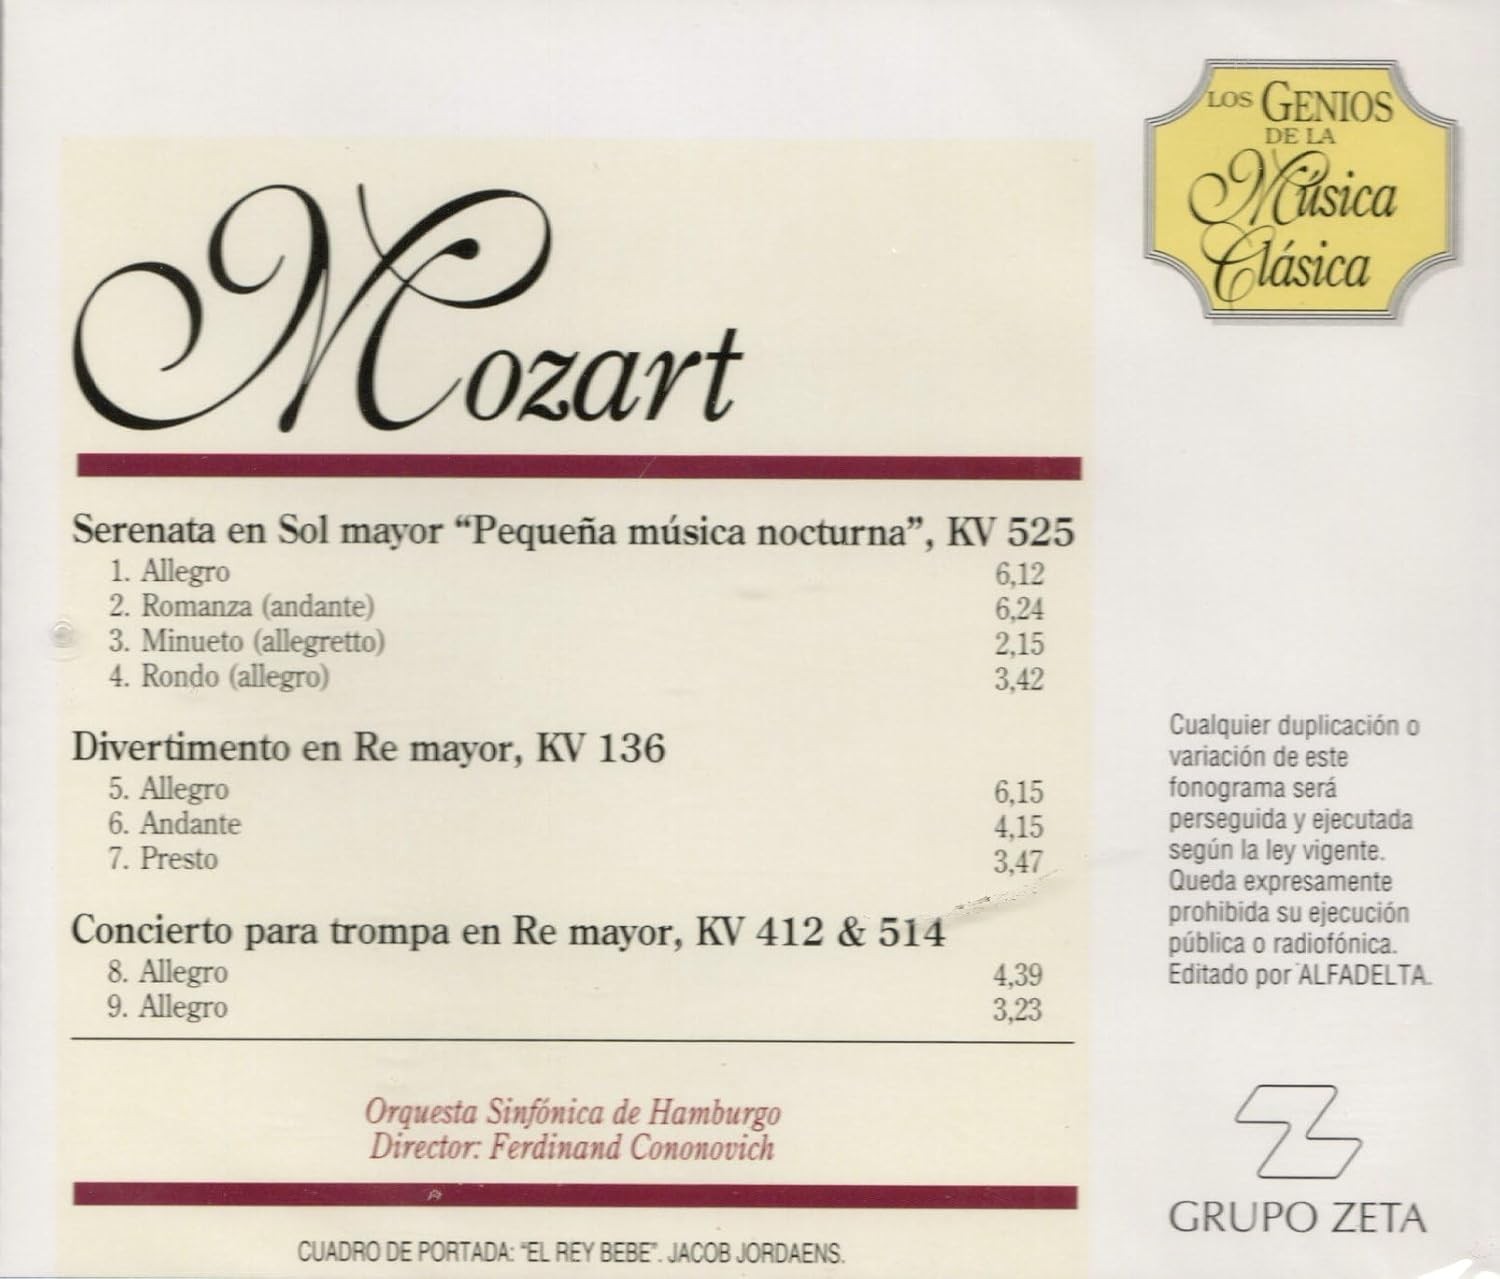 LOS GENIOS
DE LA
Música
Clásica
Mozart
Serenata en Sol mayor “Pequeña música nocturna”, KV 525
1. Allegro 6,12
2. Romanza (andante) 6,24
3. Minueto (allegretto) 2,15
4. Rondo (allegro) 3,42
Divertimento en Re mayor, KV 136
5. Allegro 6,15
6. Andante 4,15
7. Presto 3,47
Concierto para trompa en Re mayor, KV 412 & 514
8. Allegro 4,39
9. Allegro 3,23
Orquesta Sinfónica de Hamburgo
Director: Ferdinand Cononovich
CUADRO DE PORTADA: “EL REY BEBE”. JACOB JORDAENS.
Cualquier duplicación o
variación de este
fonograma será
perseguida y ejecutada
según la ley vigente.
Queda expresamente
prohibida su ejecución
pública o radiofónica.
Editado por ALFADELTA.
GRUPO ZETA